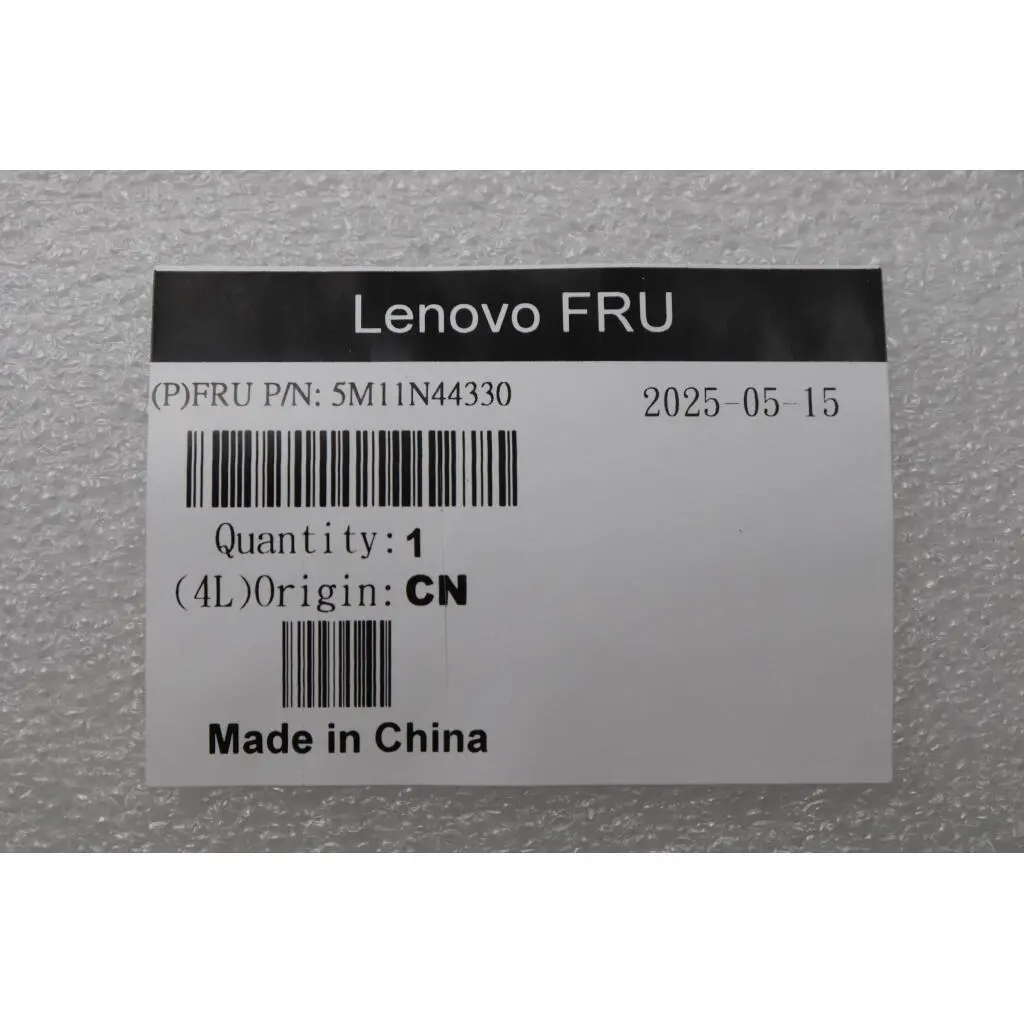 Lenovo FRU
(P)FRU P/N: 5M11N44330
2025-05-15
Quantity:1
(4L)Origin:CN
Made in China